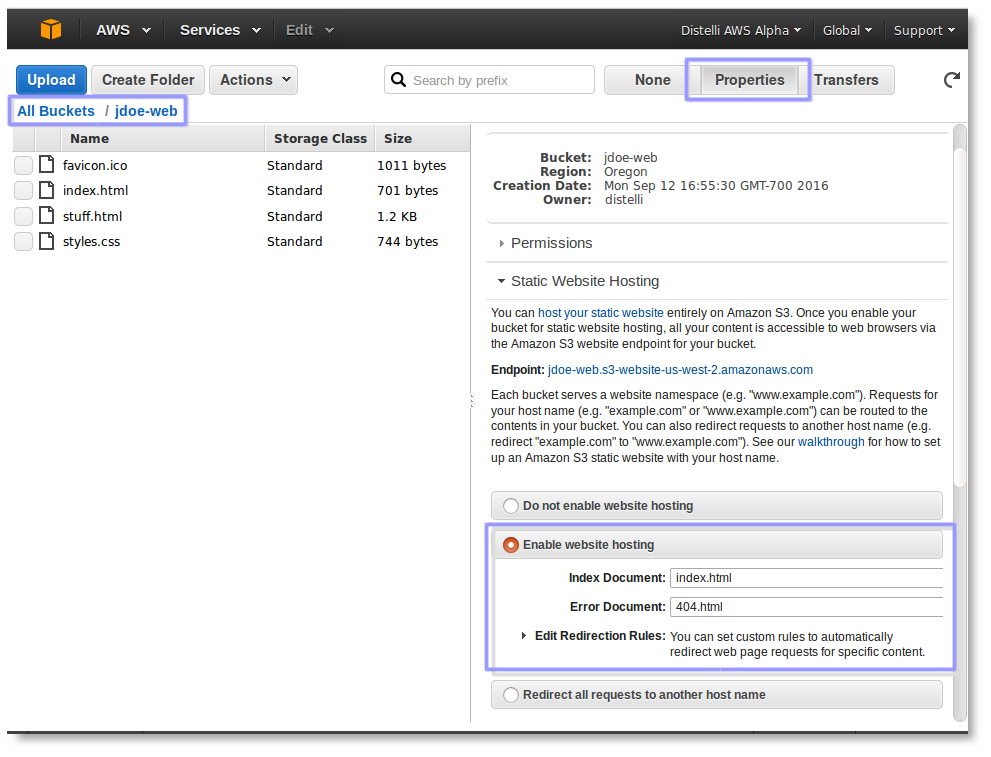 AWS Services Edit Distelli AWS Alpha Global Support
Upload Create Folder Actions Search by prefix None Properties Transfers
All Buckets / jdoe-web
Name Storage Class Size
favicon.ico Standard 1011 bytes
index.html Standard 701 bytes
stuff.html Standard 1.2 KB
styles.css Standard 744 bytes
Bucket: jdoe-web
Region: Oregon
Creation Date: Mon Sep 12 16:55:30 GMT-700 2016
Owner: distelli
Permissions
Static Website Hosting
You can host your static website entirely on Amazon S3. Once you enable your
bucket for static website hosting, all your content is accessible to web browsers via
the Amazon S3 website endpoint for your bucket.
Endpoint: jdoe-web.s3-website-us-west-2.amazonaws.com
Each bucket serves a website namespace (e.g. "www.example.com"). Requests for
your host name (e.g. "example.com" or "www.example.com") can be routed to the
contents in your bucket. You can also redirect requests to another host name (e.g.
redirect "example.com" to "www.example.com"). See our walkthrough for how to set
up an Amazon S3 static website with your host name.
Do not enable website hosting
Enable website hosting
Index Document: index.html
Error Document: 404.html
Edit Redirection Rules: You can set custom rules to automatically
redirect web page requests for specific content.
Redirect all requests to another host name